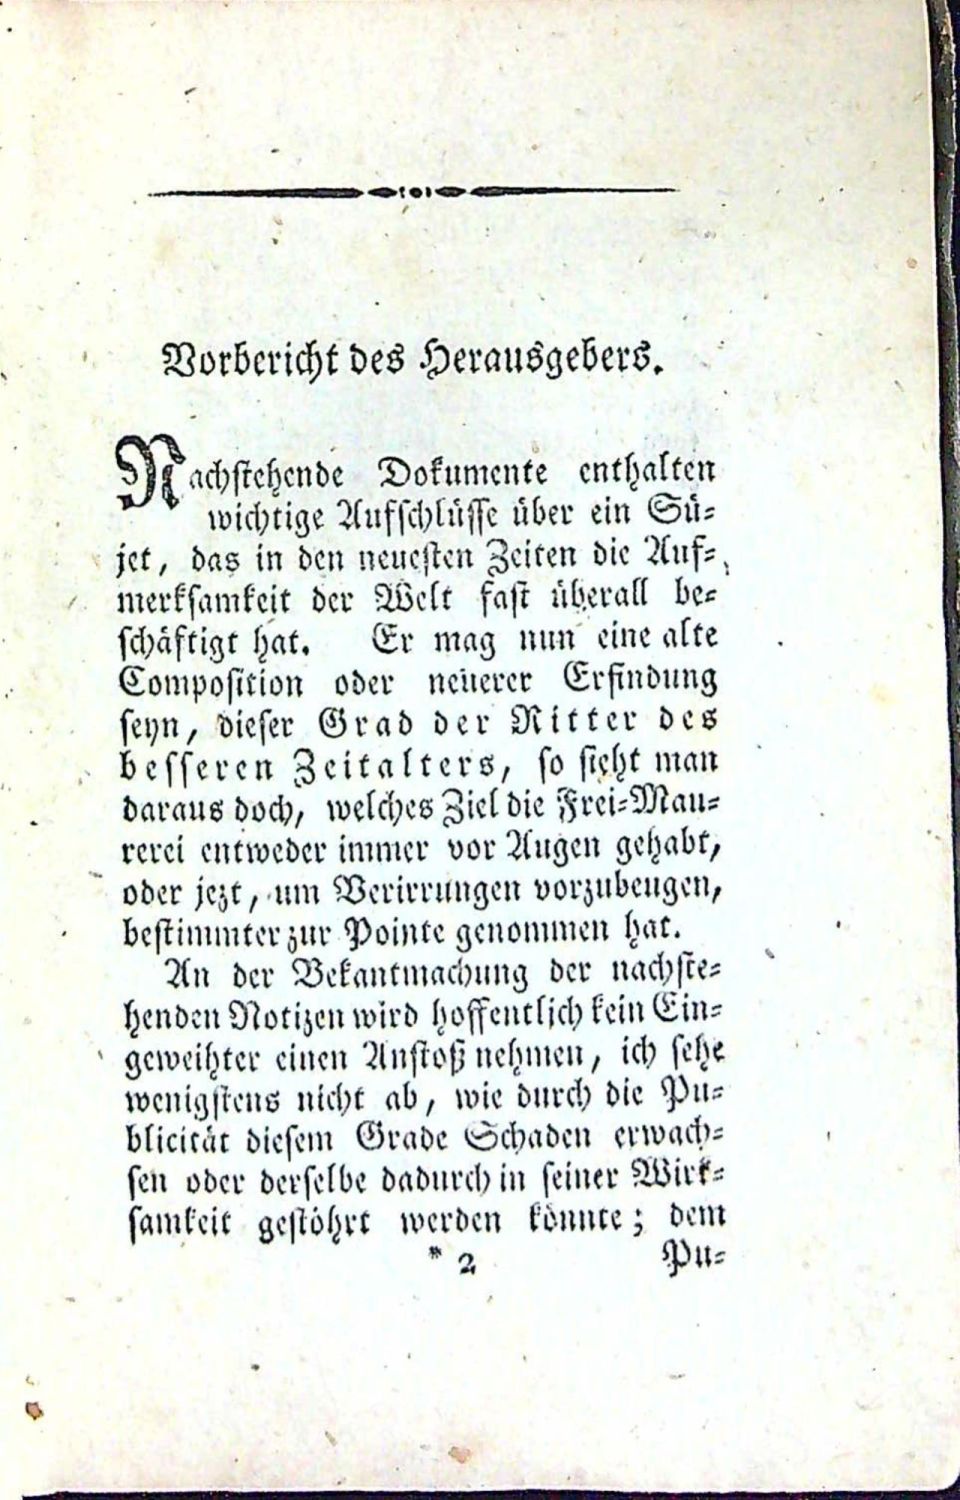 Vorbericht des Herausgebers.
Nachstehende Dokumente enthalten
wichtige Aufschlüsse über ein Sü-
jet, das in den neuesten Zeiten die Auf-
merksamkeit der Welt fast überall be-
schäftigt hat. Er mag nun eine alte
Composition oder neuerer Erfindung
seyn, dieser Grad der Ritter des
besseren Zeitalters, so sieht man
daraus doch, welches Ziel die Frei-Mau-
rerei entweder immer vor Augen gehabt,
oder jezt, um Verirrungen vorzubeugen,
bestimmter zur Pointe genommen hat.
An der Bekantmachung der nachste-
henden Notizen wird hoffentlich kein Ein-
geweihter einen Anstoß nehmen, ich sehe
wenigstens nicht ab, wie durch die Pu-
blicität diesem Grade Schaden erwach-
sen oder derselbe dadurch in seiner Wirk-
samkeit gestöhrt werden könnte; dem
* 2 Pu-